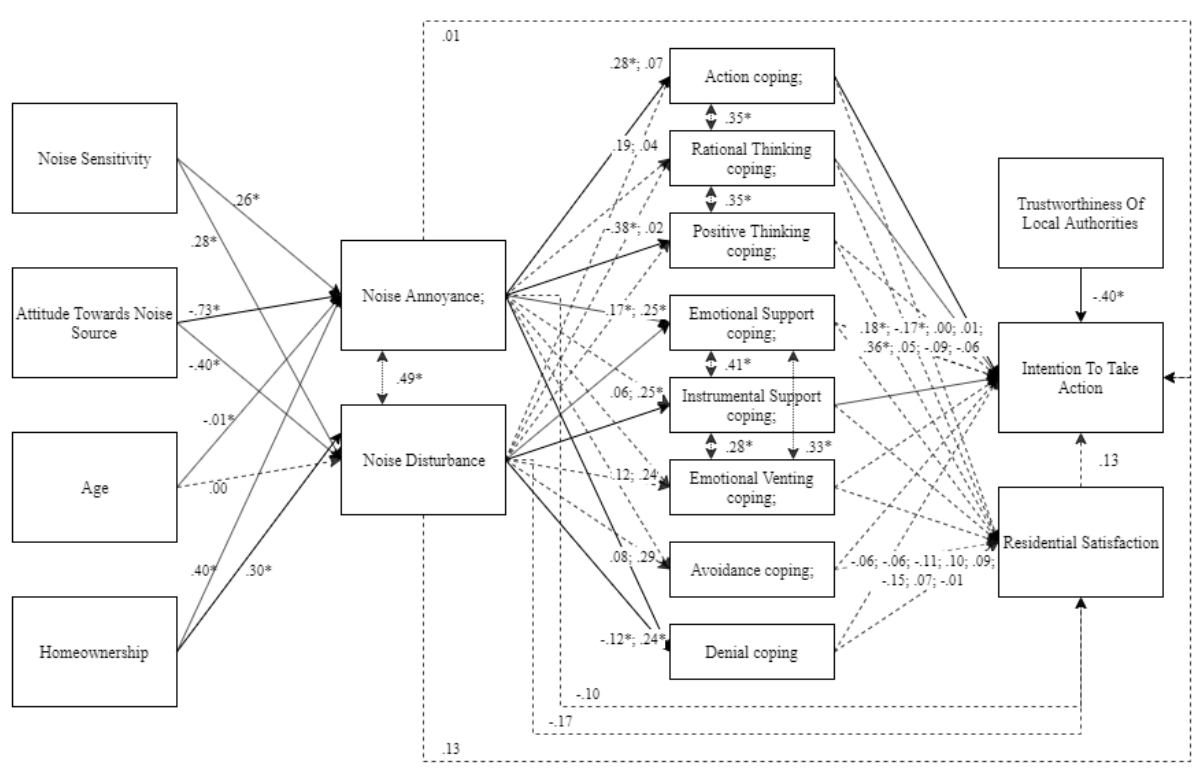 .01
.28*; .07
Action coping;
.35*
Noise Sensitivity
.19; .04
Rational Thinking
coping;
.26*
.35*
Trustworthiness Of
Local Authorities
.28*
-.38*; .02
Positive Thinking
coping;
Noise Annoyance;
-.40*
Attitude Towards Noise
Source
-.73*
.17*; .25*
Emotional Support
coping;
.18*; -.17*; .00; .01;
.36*; .05; -.09; -.06
-.40*
.49*
.41*
Intention To Take
Action
.06; .25*
Instrumental Support
coping;
-.01*
.28*
.33*
Noise Disturbance
.13
Age
.00
.12; .24
Emotional Venting
coping;
Residential Satisfaction
.40*
.30*
.08; .29
Avoidance coping;
-.06; -.06; -.11; .10; .09;
-.15; .07; -.01
Homeownership
-.12*; .24*
Denial coping
-.10
-.17
.13